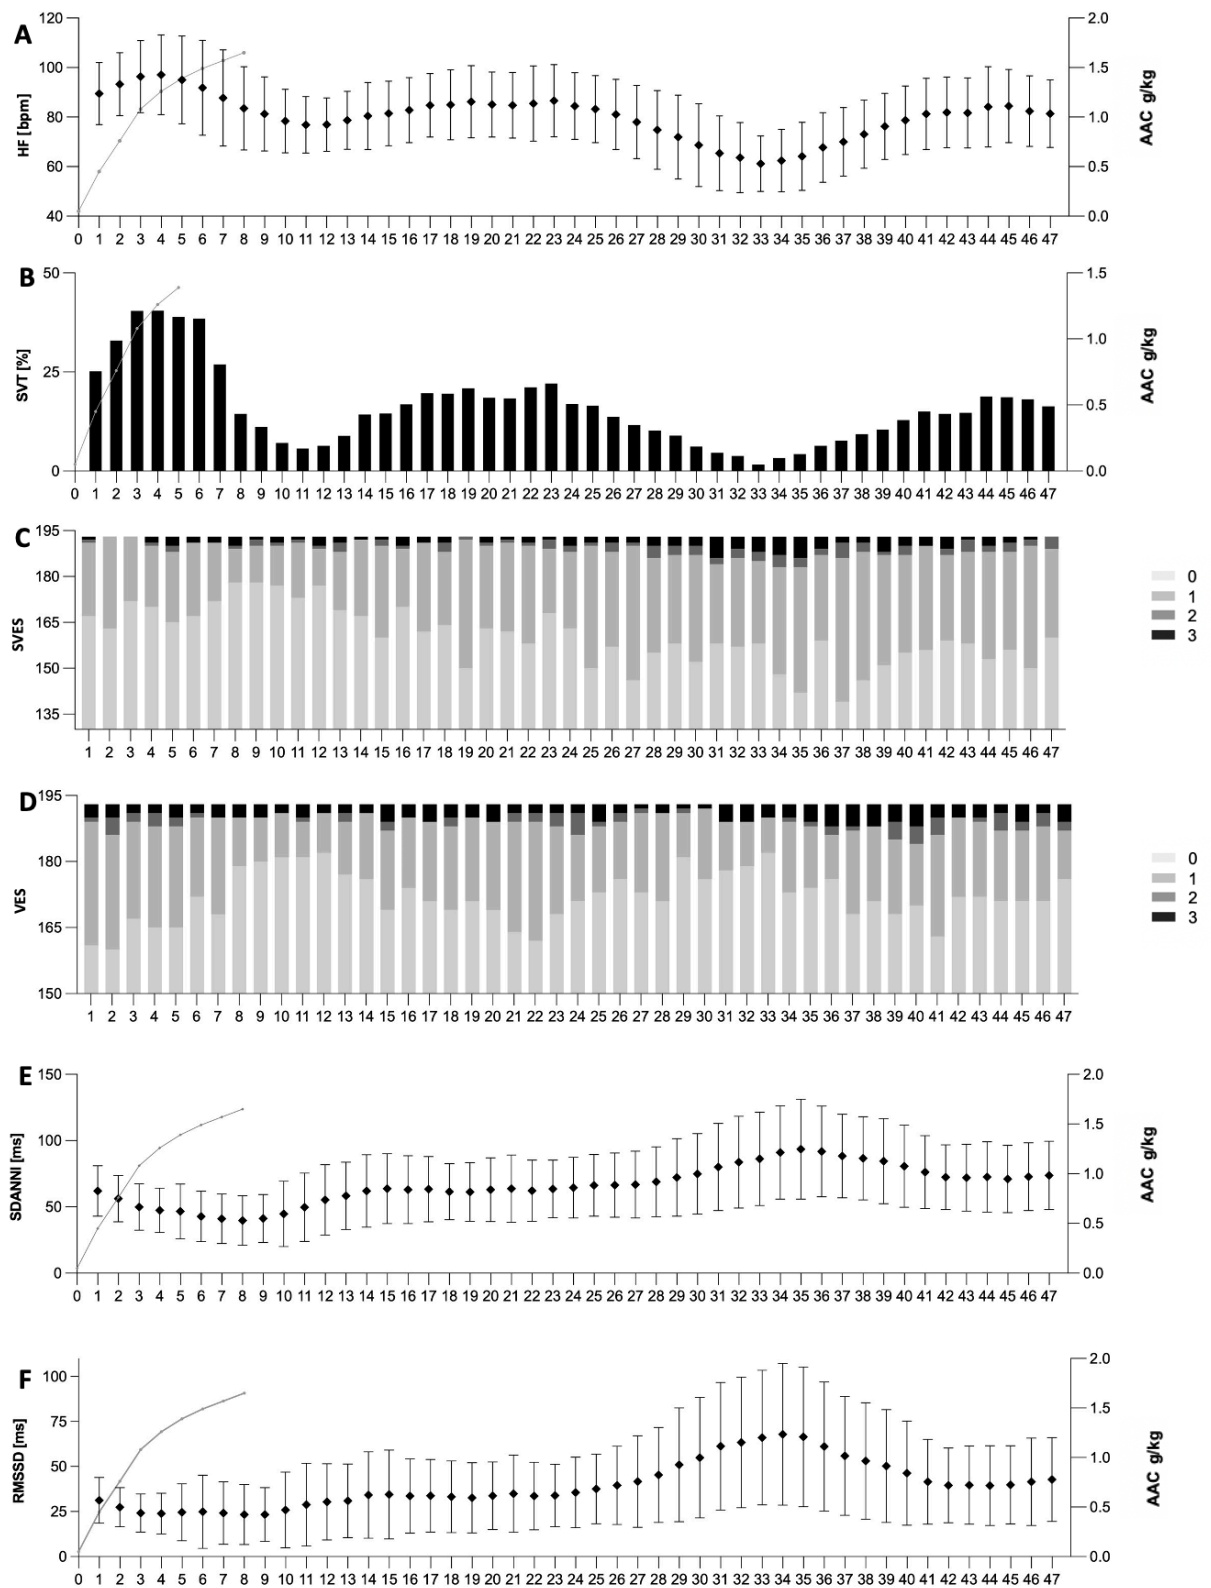 A
HF [bpm]
120
100
80
60
40
2.0
1.5
1.0
0.5
0.0
AAC g/kg
0 1 2 3 4 5 6 7 8 9 10 11 12 13 14 15 16 17 18 19 20 21 22 23 24 25 26 27 28 29 30 31 32 33 34 35 36 37 38 39 40 41 42 43 44 45 46 47
B
SVT [%]
50
25
0
1.5
1.0
0.5
0.0
AAC g/kg
0 1 2 3 4 5 6 7 8 9 10 11 12 13 14 15 16 17 18 19 20 21 22 23 24 25 26 27 28 29 30 31 32 33 34 35 36 37 38 39 40 41 42 43 44 45 46 47
C
SVES
195
180
165
150
135
0
1
2
3
1 2 3 4 5 6 7 8 9 10 11 12 13 14 15 16 17 18 19 20 21 22 23 24 25 26 27 28 29 30 31 32 33 34 35 36 37 38 39 40 41 42 43 44 45 46 47
D
VES
195
180
165
150
0
1
2
3
1 2 3 4 5 6 7 8 9 10 11 12 13 14 15 16 17 18 19 20 21 22 23 24 25 26 27 28 29 30 31 32 33 34 35 36 37 38 39 40 41 42 43 44 45 46 47
E
SDANNI [ms]
150
100
50
0
2.0
1.5
1.0
0.5
0.0
AAC g/kg
0 1 2 3 4 5 6 7 8 9 10 11 12 13 14 15 16 17 18 19 20 21 22 23 24 25 26 27 28 29 30 31 32 33 34 35 36 37 38 39 40 41 42 43 44 45 46 47
F
RMSSD [ms]
100
75
50
25
0
2.0
1.5
1.0
0.5
0.0
AAC g/kg
0 1 2 3 4 5 6 7 8 9 10 11 12 13 14 15 16 17 18 19 20 21 22 23 24 25 26 27 28 29 30 31 32 33 34 35 36 37 38 39 40 41 42 43 44 45 46 47